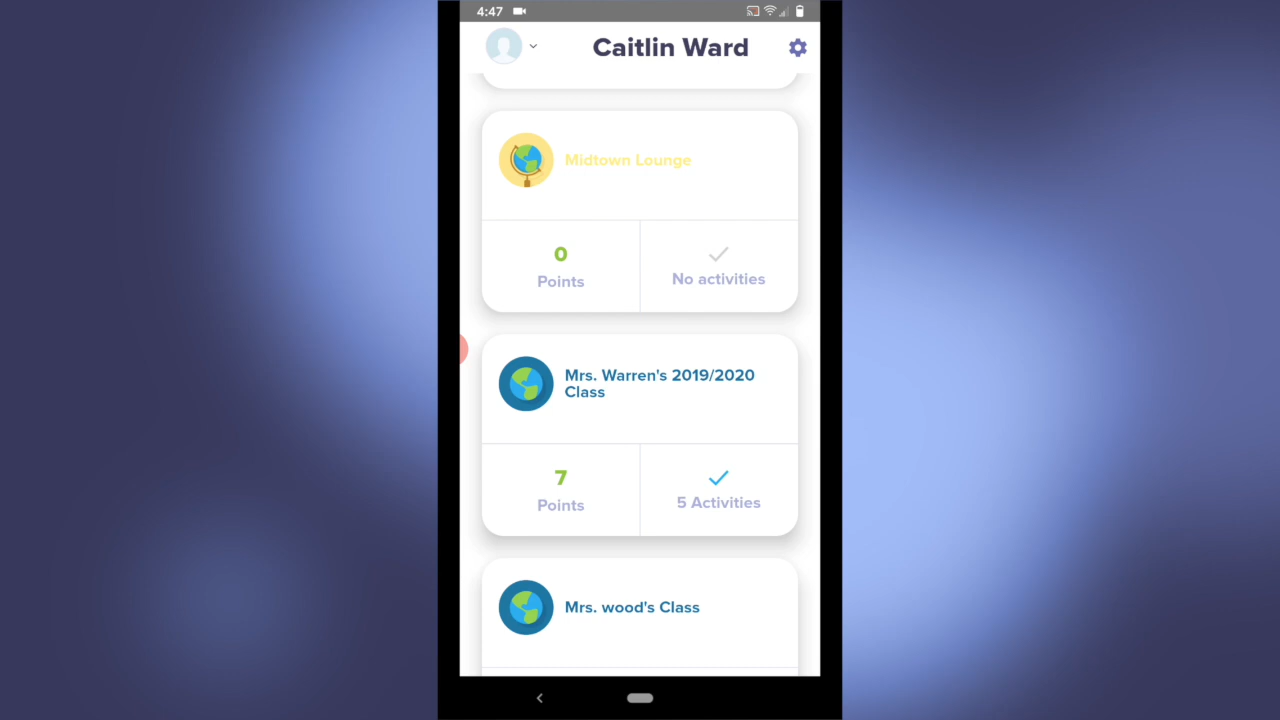 4:47
Caitlin Ward
Midtown Lounge
0
Points
No activities
Mrs. Warren's 2019/2020
Class
7
Points
5 Activities
Mrs. wood's Class